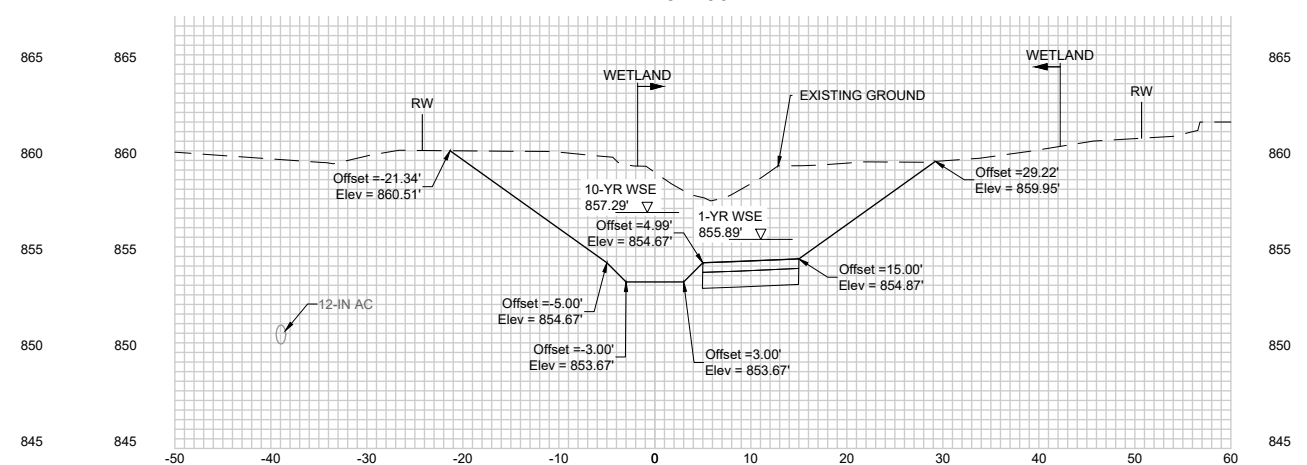 865
865
865
WETLAND
WETLAND
RW
EXISTING GROUND
RW
860
860
860
Offset =-21.34'
Elev = 860.51'
10-YR WSE
857.29'
Offset =29.22'
Elev = 859.95'
1-YR WSE
855.89'
Offset =4.99'
Elev = 854.67'
855
855
855
Offset =15.00'
Elev = 854.87'
Offset =-5.00'
Elev = 854.67'
12-IN AC
850
850
850
Offset =-3.00'
Elev = 853.67'
Offset =3.00'
Elev = 853.67'
845
845
845
-50
-40
-30
-20
-10
0
10
20
30
40
50
60